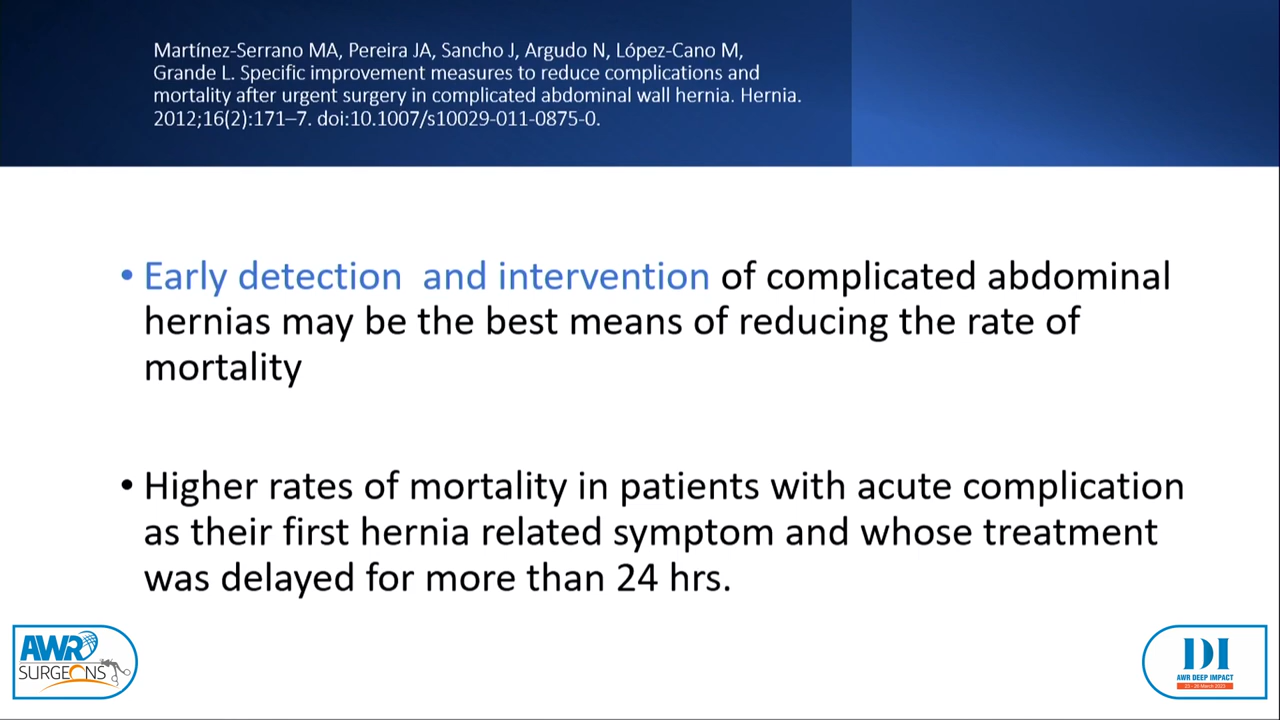 Martínez-Serrano MA, Pereira JA, Sancho J, Argudo N, López-Cano M,
Grande L. Specific improvement measures to reduce complications and
mortality after urgent surgery in complicated abdominal wall hernia. Hernia.
2012;16(2):171–7. doi:10.1007/s10029-011-0875-0.
• Early detection  and intervention of complicated abdominal
hernias may be the best means of reducing the rate of
mortality
• Higher rates of mortality in patients with acute complication
as their first hernia related symptom and whose treatment
was delayed for more than 24 hrs.
AWR
SURGEONS
DI
AWR DEEP IMPACT